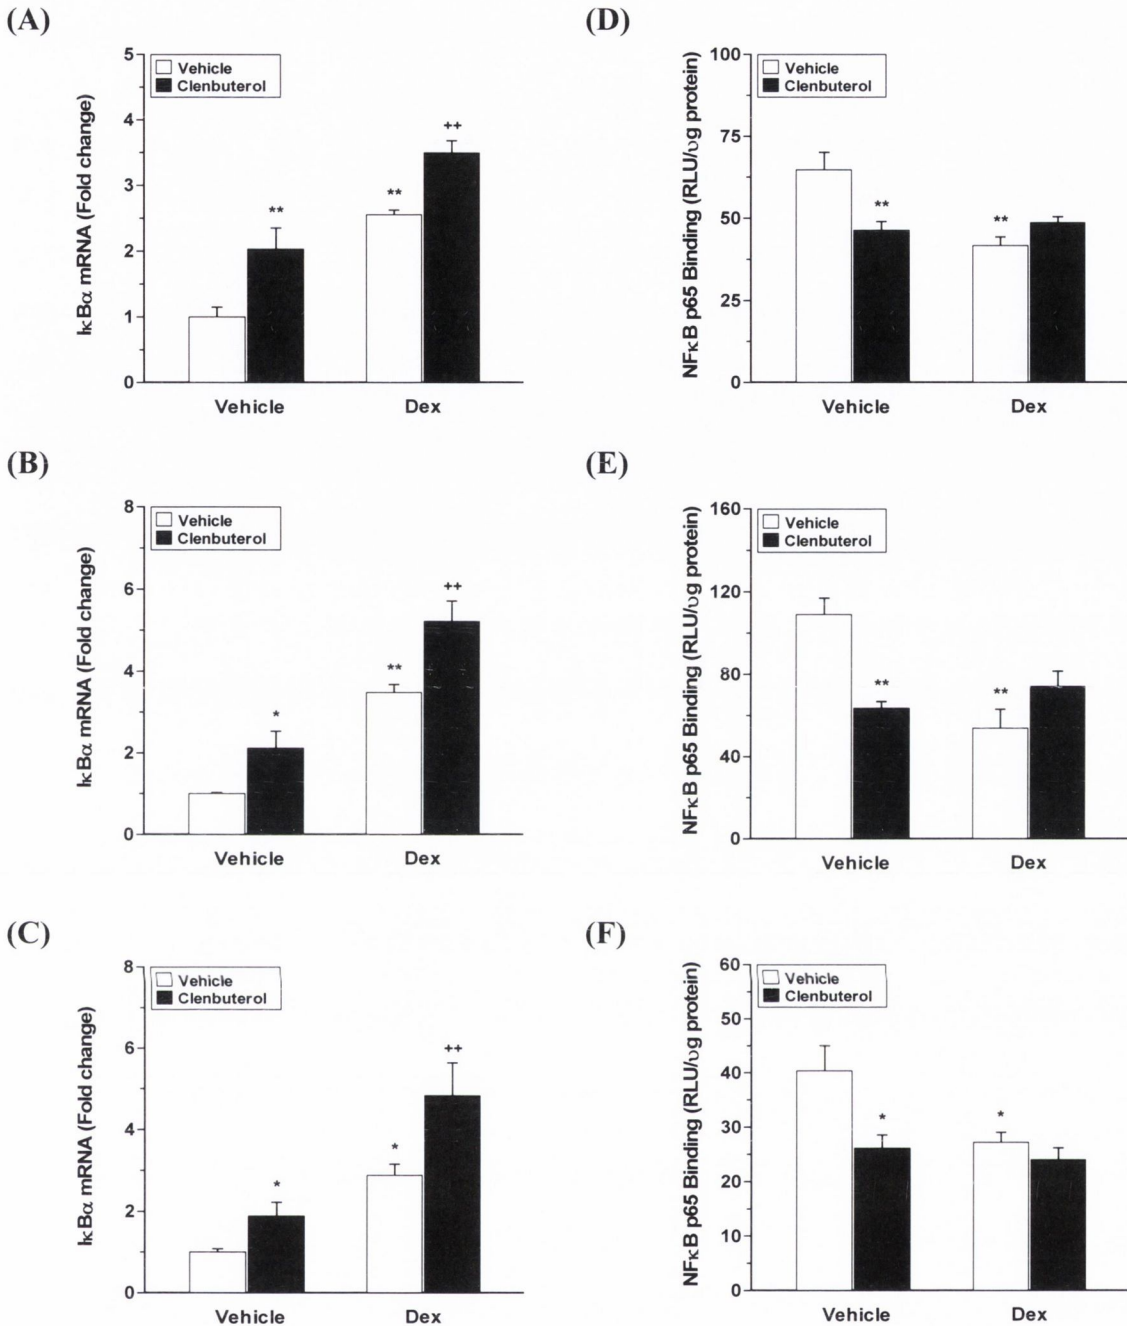 (A)
IκBα mRNA (Fold change)
5
4
3
2
1
0
Vehicle
Clenbuterol
**
**
++
Vehicle Dex
(D)
NFκB p65 Binding (RLU/υg protein)
100
75
50
25
0
Vehicle
Clenbuterol
**
**
Vehicle Dex
(B)
IκBα mRNA (Fold change)
8
6
4
2
0
Vehicle
Clenbuterol
*
**
++
Vehicle Dex
(E)
NFκB p65 Binding (RLU/υg protein)
160
120
80
40
0
Vehicle
Clenbuterol
**
**
Vehicle Dex
(C)
IκBα mRNA (Fold change)
8
6
4
2
0
Vehicle
Clenbuterol
*
*
++
Vehicle Dex
(F)
NFκB p65 Binding (RLU/υg protein)
60
50
40
30
20
10
0
Vehicle
Clenbuterol
*
*
Vehicle Dex